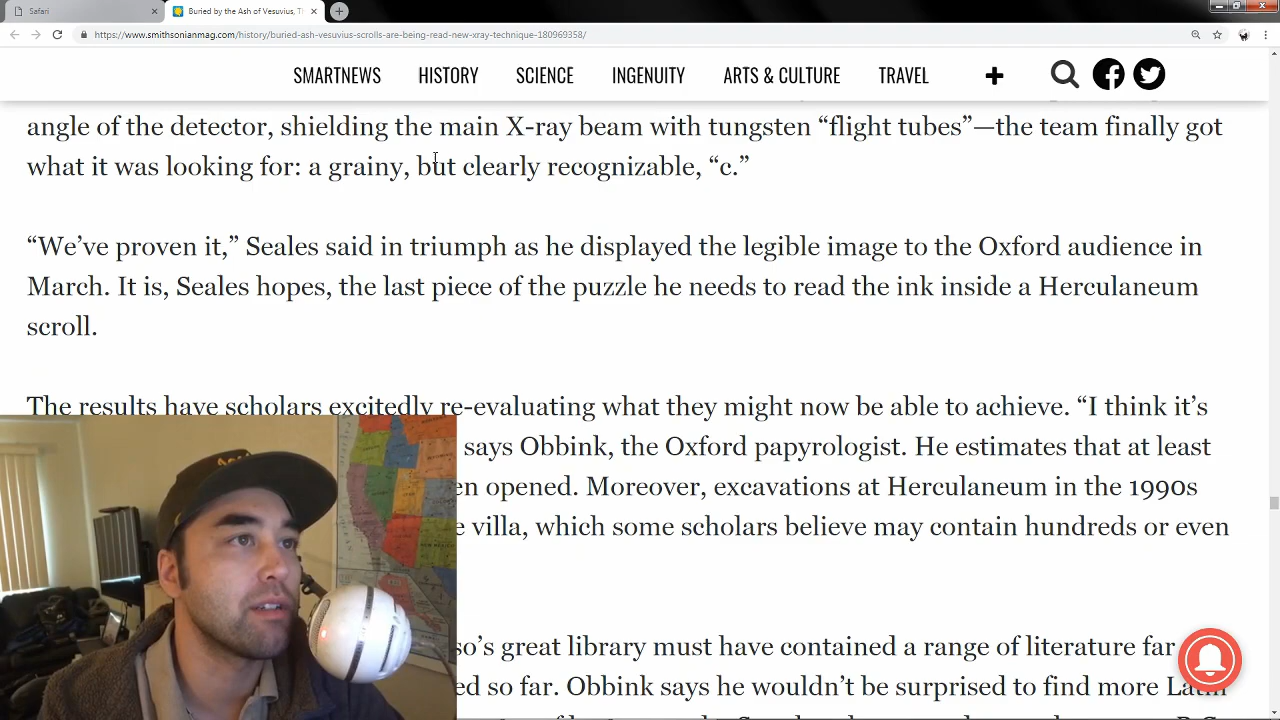 Safari
Buried by the Ash of Vesuvius, Th
https://www.smithsonianmag.com/history/buried-ash-vesuvius-scrolls-are-being-read-new-xray-technique-180969358/
SMARTNEWS HISTORY SCIENCE INGENUITY ARTS & CULTURE TRAVEL
angle of the detector, shielding the main X-ray beam with tungsten “flight tubes”—the team finally got
what it was looking for: a grainy, but clearly recognizable, “c.”
“We’ve proven it,” Seales said in triumph as he displayed the legible image to the Oxford audience in
March. It is, Seales hopes, the last piece of the puzzle he needs to read the ink inside a Herculaneum
scroll.
The results have scholars excitedly re-evaluating what they might now be able to achieve. “I think it’s
says Obbink, the Oxford papyrologist. He estimates that at least
en opened. Moreover, excavations at Herculaneum in the 1990s
e villa, which some scholars believe may contain hundreds or even
so’s great library must have contained a range of literature far
ed so far. Obbink says he wouldn’t be surprised to find more Latin